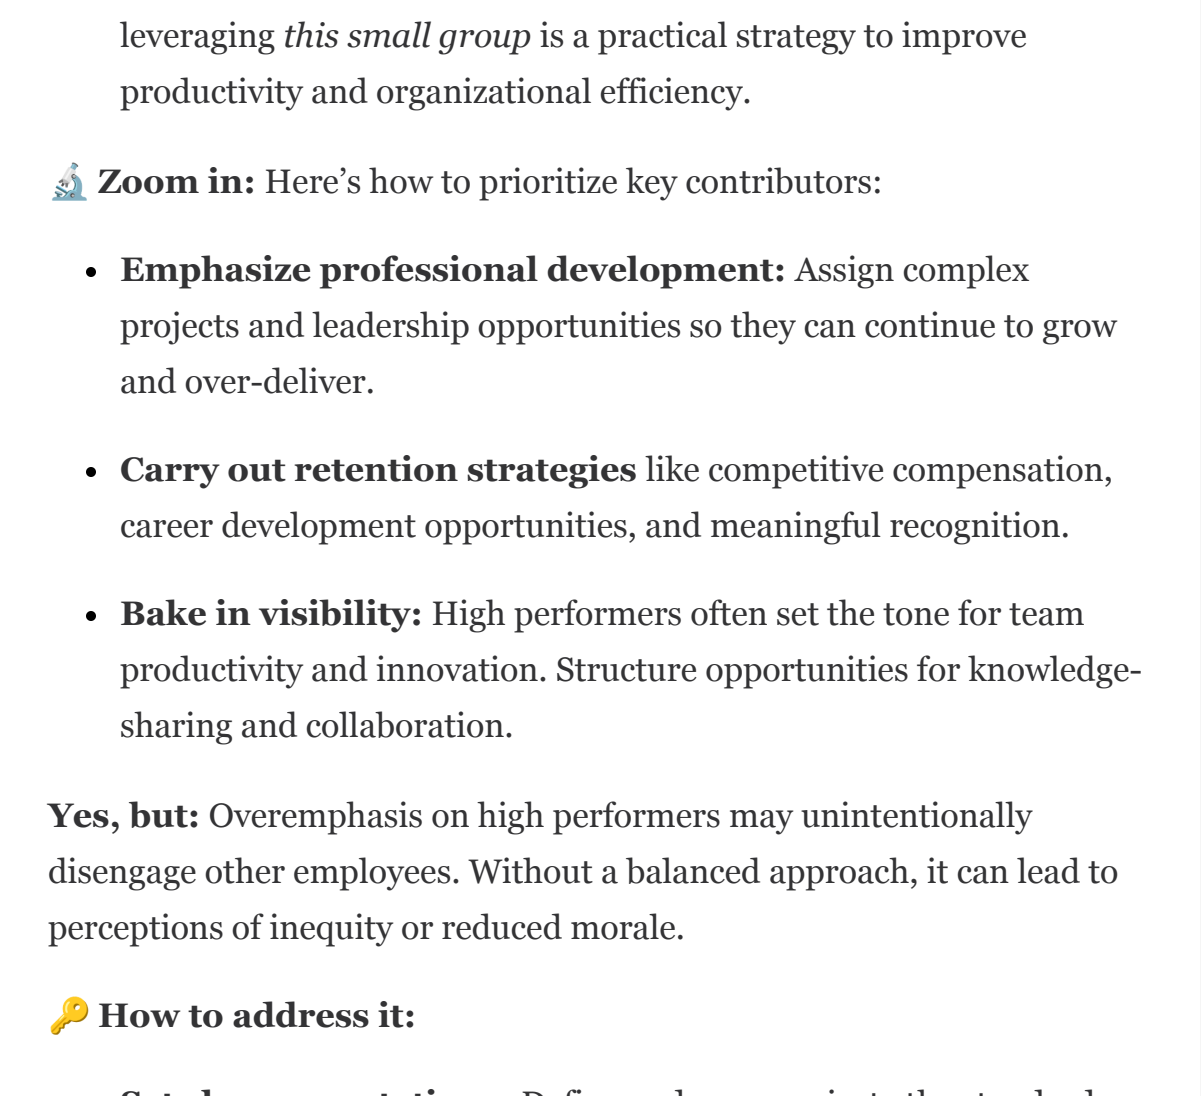 leveraging this small group is a practical strategy to improve
productivity and organizational efficiency.
🔬 Zoom in: Here’s how to prioritize key contributors:
• Emphasize professional development: Assign complex
projects and leadership opportunities so they can continue to grow
and over-deliver.
• Carry out retention strategies like competitive compensation,
career development opportunities, and meaningful recognition.
• Bake in visibility: High performers often set the tone for team
productivity and innovation. Structure opportunities for knowledge-
sharing and collaboration.
Yes, but: Overemphasis on high performers may unintentionally
disengage other employees. Without a balanced approach, it can lead to
perceptions of inequity or reduced morale.
🔑 How to address it: